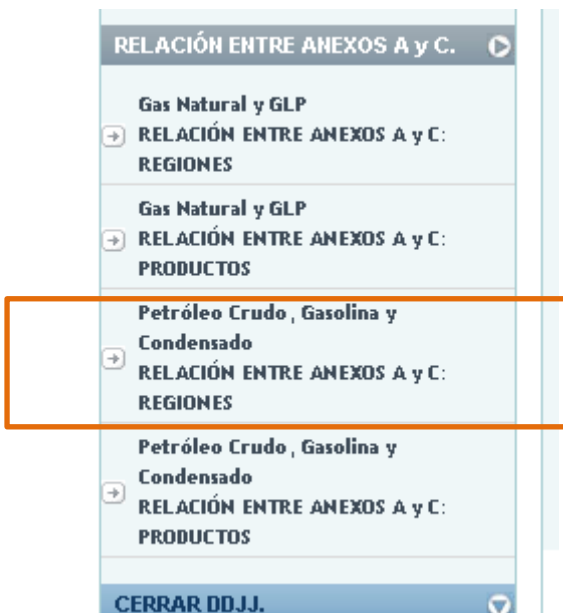 RELACIÓN ENTRE ANEXOS A y C.
Gas Natural y GLP
RELACIÓN ENTRE ANEXOS A y C:
REGIONES
Gas Natural y GLP
RELACIÓN ENTRE ANEXOS A y C:
PRODUCTOS
Petróleo Crudo, Gasolina y
Condensado
RELACIÓN ENTRE ANEXOS A y C:
REGIONES
Petróleo Crudo, Gasolina y
Condensado
RELACIÓN ENTRE ANEXOS A y C:
PRODUCTOS
CERRAR DDJJ.